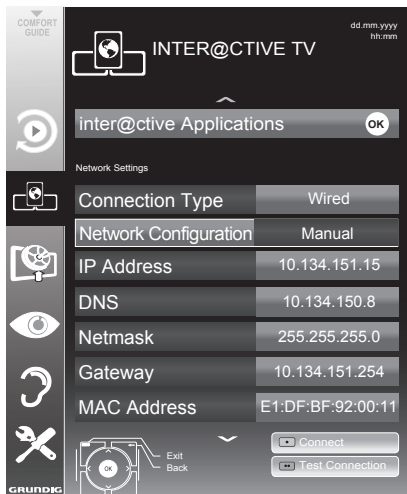 COMFORT
GUIDE
dd.mm.yyyy
hh:mm
INTER@CTIVE TV
inter@ctive Applications OK
Network Settings
Connection Type Wired
Network Configuration Manual
IP Address 10.134.151.15
DNS 10.134.150.8
Netmask 255.255.255.0
Gateway 10.134.151.254
MAC Address E1:DF:BF:92:00:11
Exit
Back
OK
Connect
Test Connection
GRUNDIG